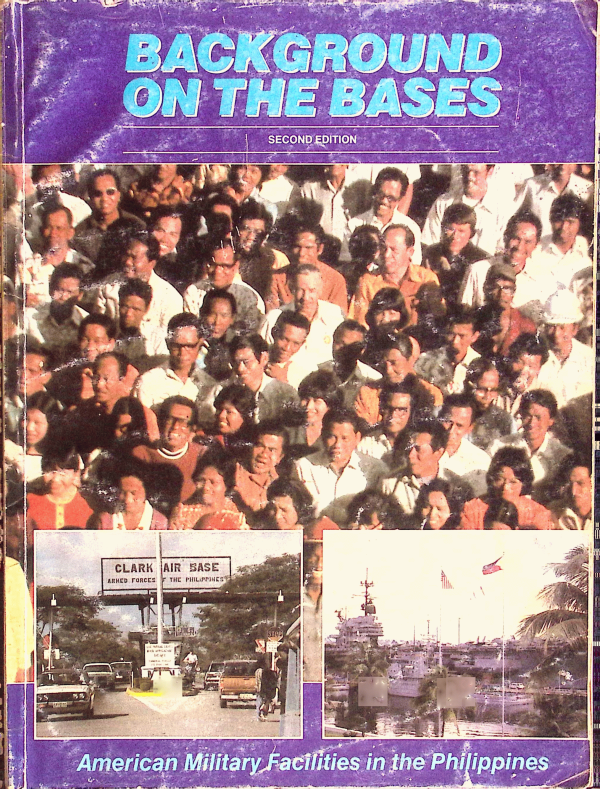 BACKGROUND
ON THE BASES
SECOND EDITION
CLARK AIR BASE
ARMED FORCES OF THE PHILIPPINES
American Military Facilities in the Philippines